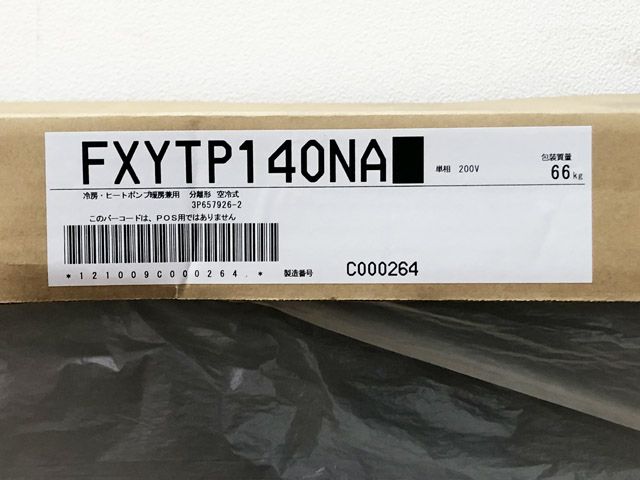 FXYTP140NA
単相 200V
包装質量
66kg
冷房・ヒートポンプ暖房兼用 分離形 空冷式
3P657926-2
このバーコードは、POS用ではありません
*121009C000264.*
製造番号 C000264